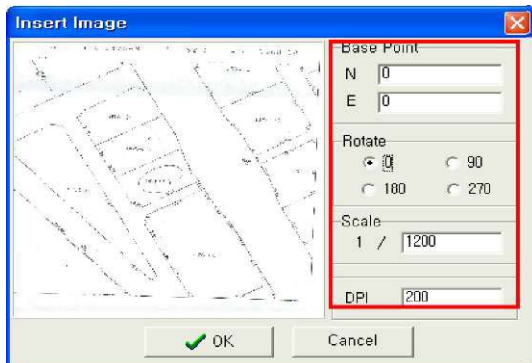 Insert Image
Base Point
N 0
E 0
Rotate
0 90
180 270
Scale
1 / 1200
DPI 200
OK Cancel